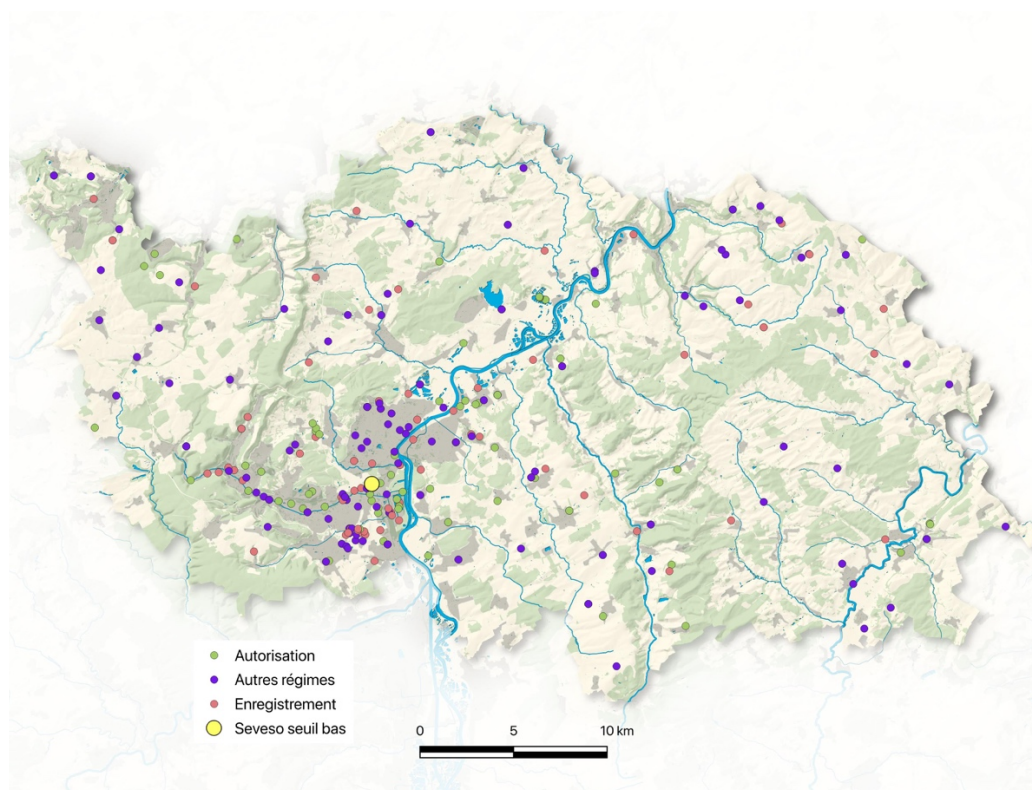 Autorisation
Autres régimes
Enregistrement
Seveso seuil bas
0 5 10 km